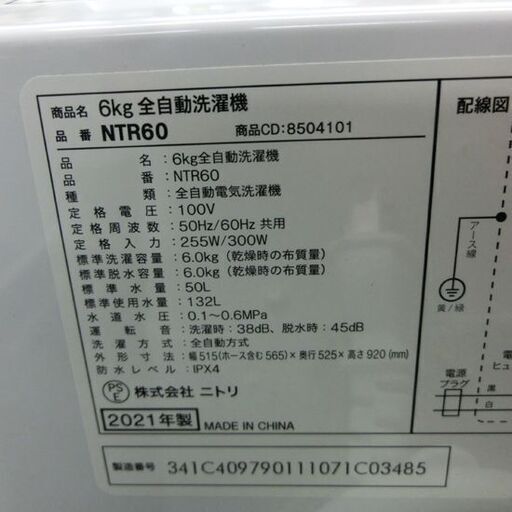 商品名 6kg 全自動洗濯機
品番 NTR60 商品CD:8504101
品名:6kg全自動洗濯機
品番:NTR60
種類:全自動電気洗濯機
定格電圧:100V
定格周波数:50Hz/60Hz 共用
定格入力:255W/300W
標準洗濯容量:6.0kg (乾燥時の布質量)
標準脱水容量:6.0kg (乾燥時の布質量)
標準水量:50L
標準使用水量:132L
水道水圧:0.1〜0.6MPa
運転音:洗濯時:38dB、脱水時:45dB
洗濯方式:全自動方式
外形寸法:幅515(ホース含む565)×奥行525×高さ920(mm)
防水レベル:IPX4
PSE 株式会社 ニトリ
2021年製 MADE IN CHINA
製造番号 341C409790111071C03485
配線図
アース線
黄/緑
電源プラグ
黒
白
ヒュ